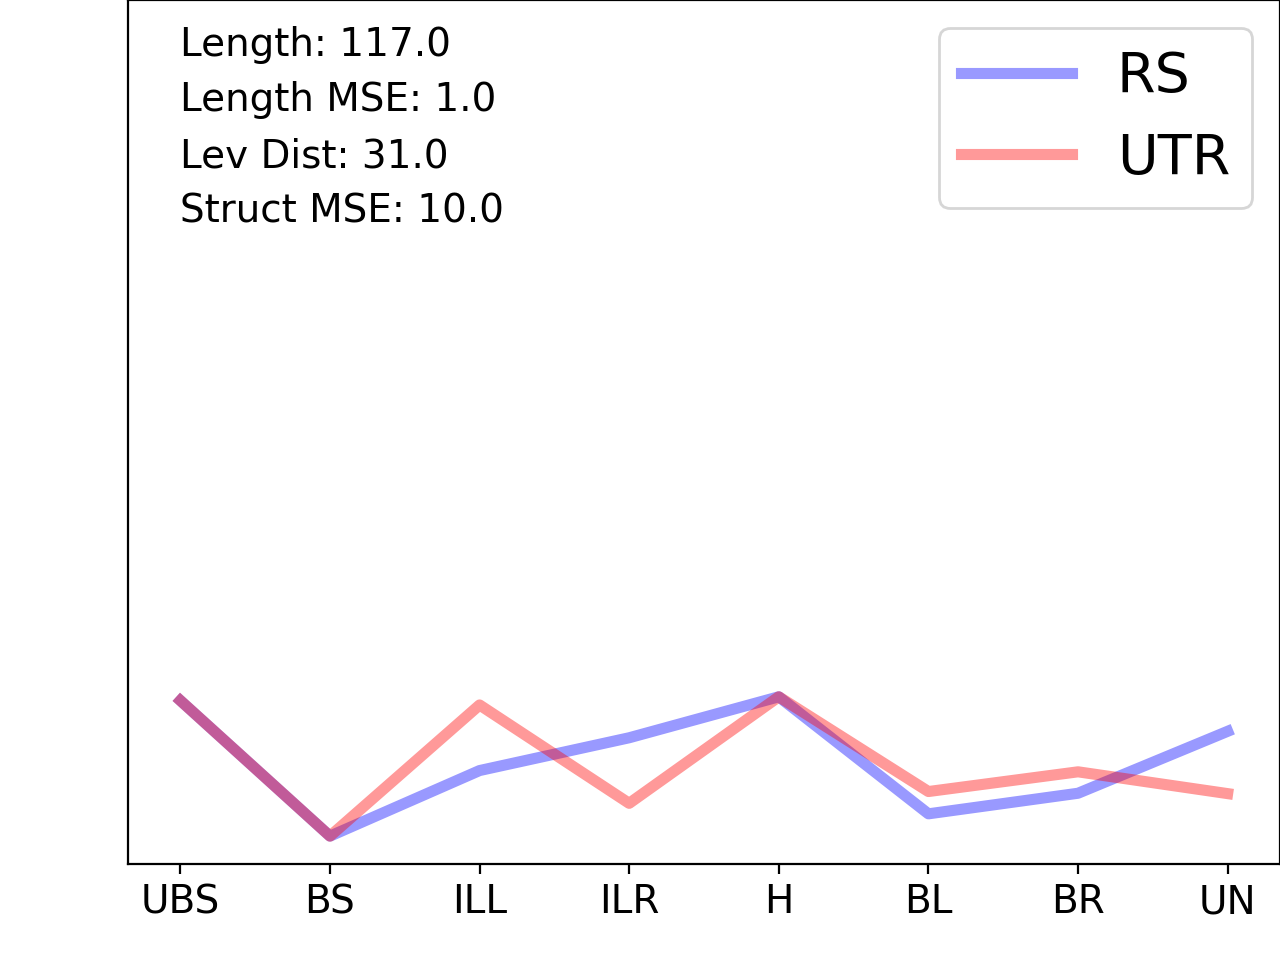 Length: 117.0
Length MSE: 1.0
Lev Dist: 31.0
Struct MSE: 10.0
RS
UTR
UBS BS ILL ILR H BL BR UN